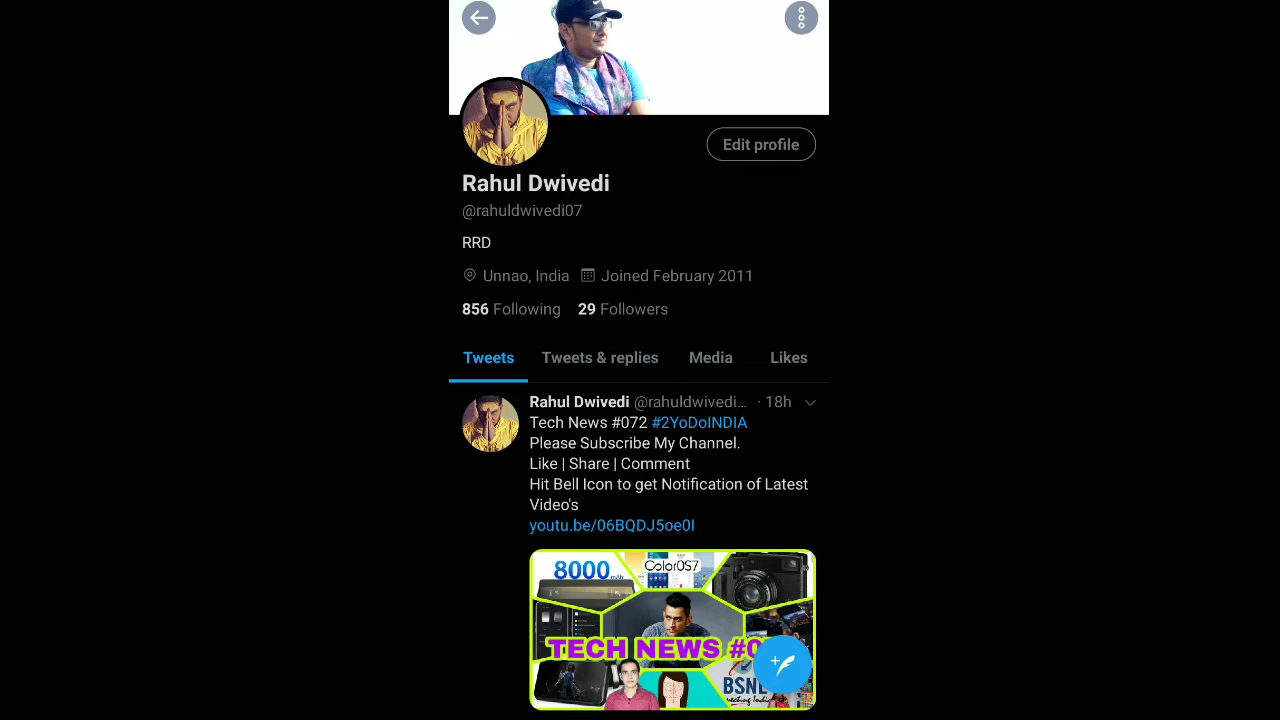 Edit profile
Rahul Dwivedi
@rahuldwivedi07
RRD
Unnao, India Joined February 2011
856 Following 29 Followers
Tweets Tweets & replies Media Likes
Rahul Dwivedi @rahuldwivedi... · 18h
Tech News #072 #2YoDoINDIA
Please Subscribe My Channel.
Like | Share | Comment
Hit Bell Icon to get Notification of Latest
Video's
youtu.be/06BQDJ5oe0I
8000 mAh
ColorOS7
TECH NEWS #0
BSN